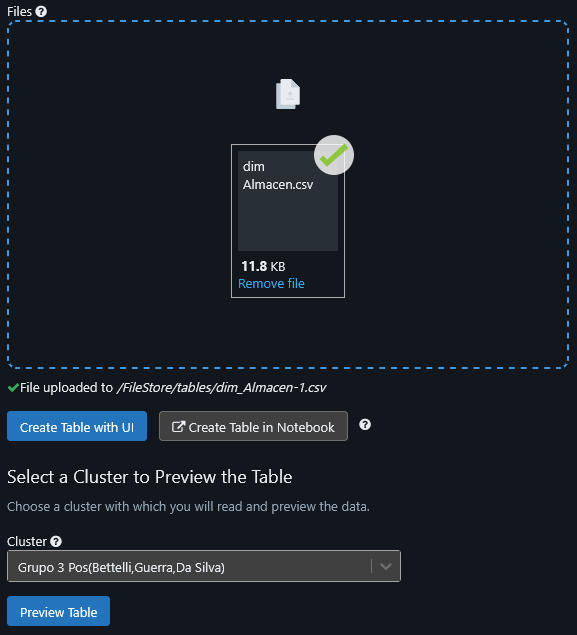 Files
dim
Almacen.csv
11.8 KB
Remove file
File uploaded to /FileStore/tables/dim_Almacen-1.csv
Create Table with UI
Create Table in Notebook
Select a Cluster to Preview the Table
Choose a cluster with which you will read and preview the data.
Cluster
Grupo 3 Pos(Bettelli,Guerra,Da Silva)
Preview Table